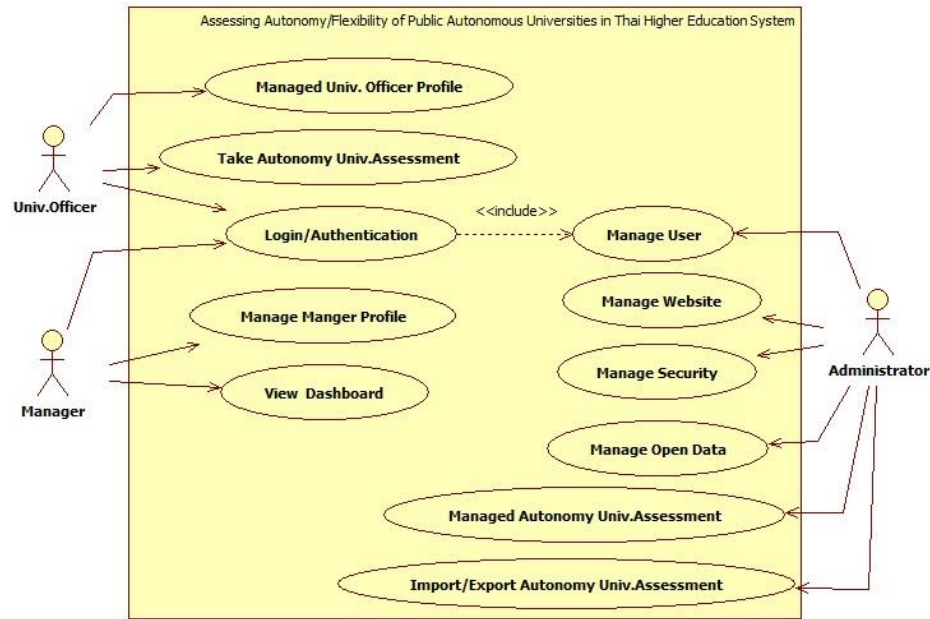 Assessing Autonomy/Flexibility of Public Autonomous Universities in Thai Higher Education System
Managed Univ. Officer Profile
Take Autonomy Univ.Assessment
Univ.Officer
<<include>>
Login/Authentication
Manage User
Manage Website
Manage Manger Profile
Manage Security
Administrator
View Dashboard
Manager
Manage Open Data
Managed Autonomy Univ.Assessment
Import/Export Autonomy Univ.Assessment